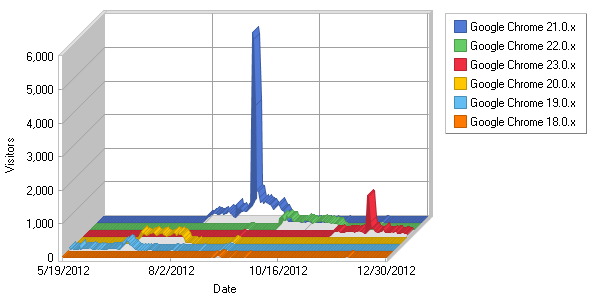 6,000
5,000
4,000
3,000
2,000
1,000
0
Visitors
5/19/2012
8/2/2012
10/16/2012
12/30/2012
Date
Google Chrome 21.0.x
Google Chrome 22.0.x
Google Chrome 23.0.x
Google Chrome 20.0.x
Google Chrome 19.0.x
Google Chrome 18.0.x